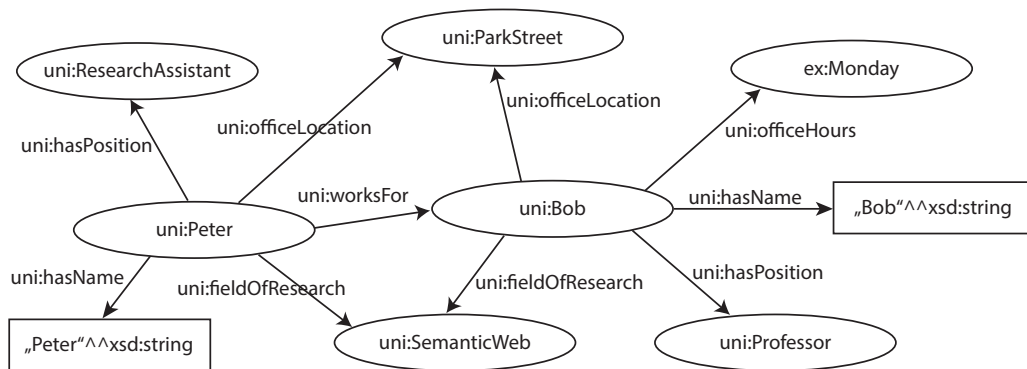 uni:ParkStreet
uni:ResearchAssistant
ex:Monday
uni:officeLocation
uni:officeLocation
uni:officeHours
uni:hasPosition
uni:worksFor
uni:hasName
uni:Bob
„Bob“^^xsd:string
uni:Peter
uni:hasName
uni:fieldOfResearch
uni:fieldOfResearch
uni:hasPosition
„Peter“^^xsd:string
uni:SemanticWeb
uni:Professor